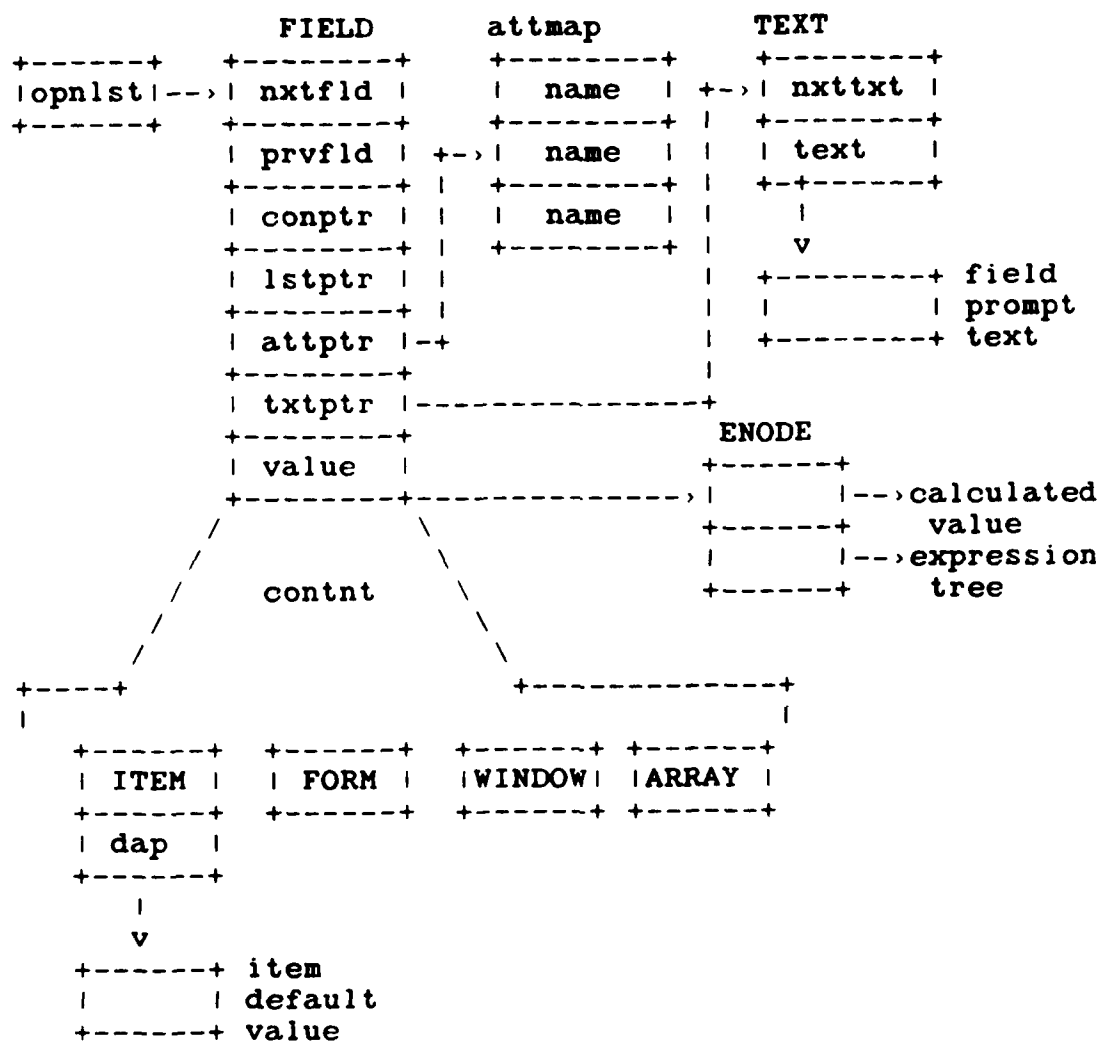 FIELD attmap TEXT
opnlst nxtfld name nxttxt
prvfld name text
conptr name
lstptr field
prompt
attptr text
txtptr
ENODE
value
calculated
value
expression
contnt tree
ITEM FORM WINDOW ARRAY
dap
item
default
value